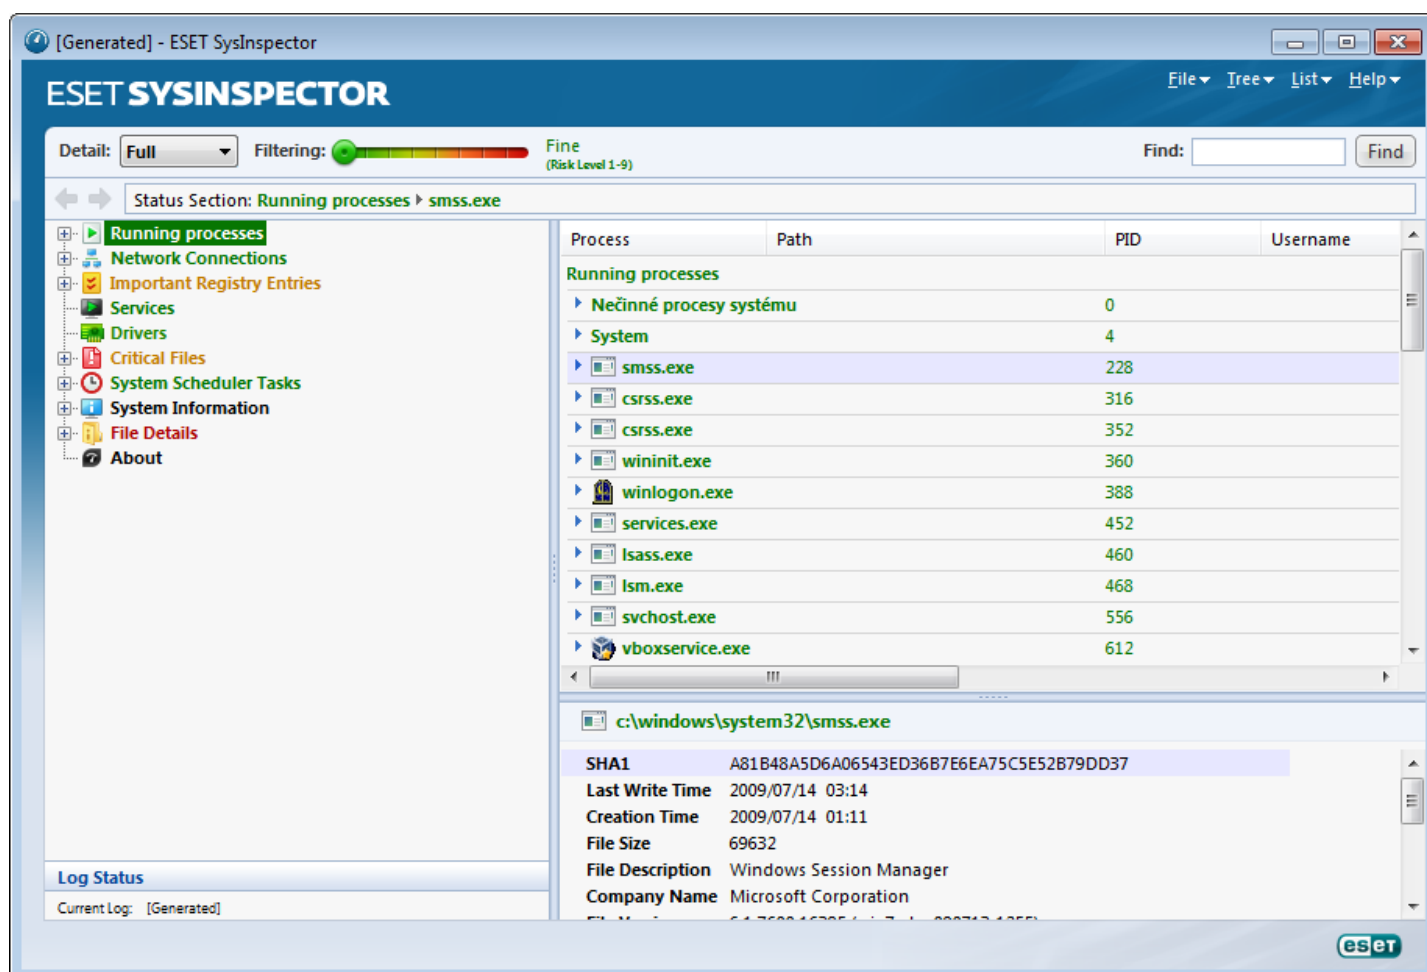 [Generated] - ESET SysInspector
ESET SYSINSPECTOR
File Tree List Help
Detail: Full Filtering: Fine Find: Find
(Risk Level 1-9)
Status Section: Running processes smss.exe
Running processes
Network Connections
Important Registry Entries
Services
Drivers
Critical Files
System Scheduler Tasks
System Information
File Details
About
Process Path PID Username
Running processes
Nečinné procesy systému 0
System 4
smss.exe 228
csrss.exe 316
csrss.exe 352
wininit.exe 360
winlogon.exe 388
services.exe 452
lsass.exe 460
lsm.exe 468
svchost.exe 556
vboxservice.exe 612
c:\windows\system32\smss.exe
SHA1 A81B48A5D6A06543ED36B7E6EA75C5E52B79DD37
Last Write Time 2009/07/14 03:14
Creation Time 2009/07/14 01:11
File Size 69632
File Description Windows Session Manager
Company Name Microsoft Corporation
Log Status
Current Log: [Generated]
eseT